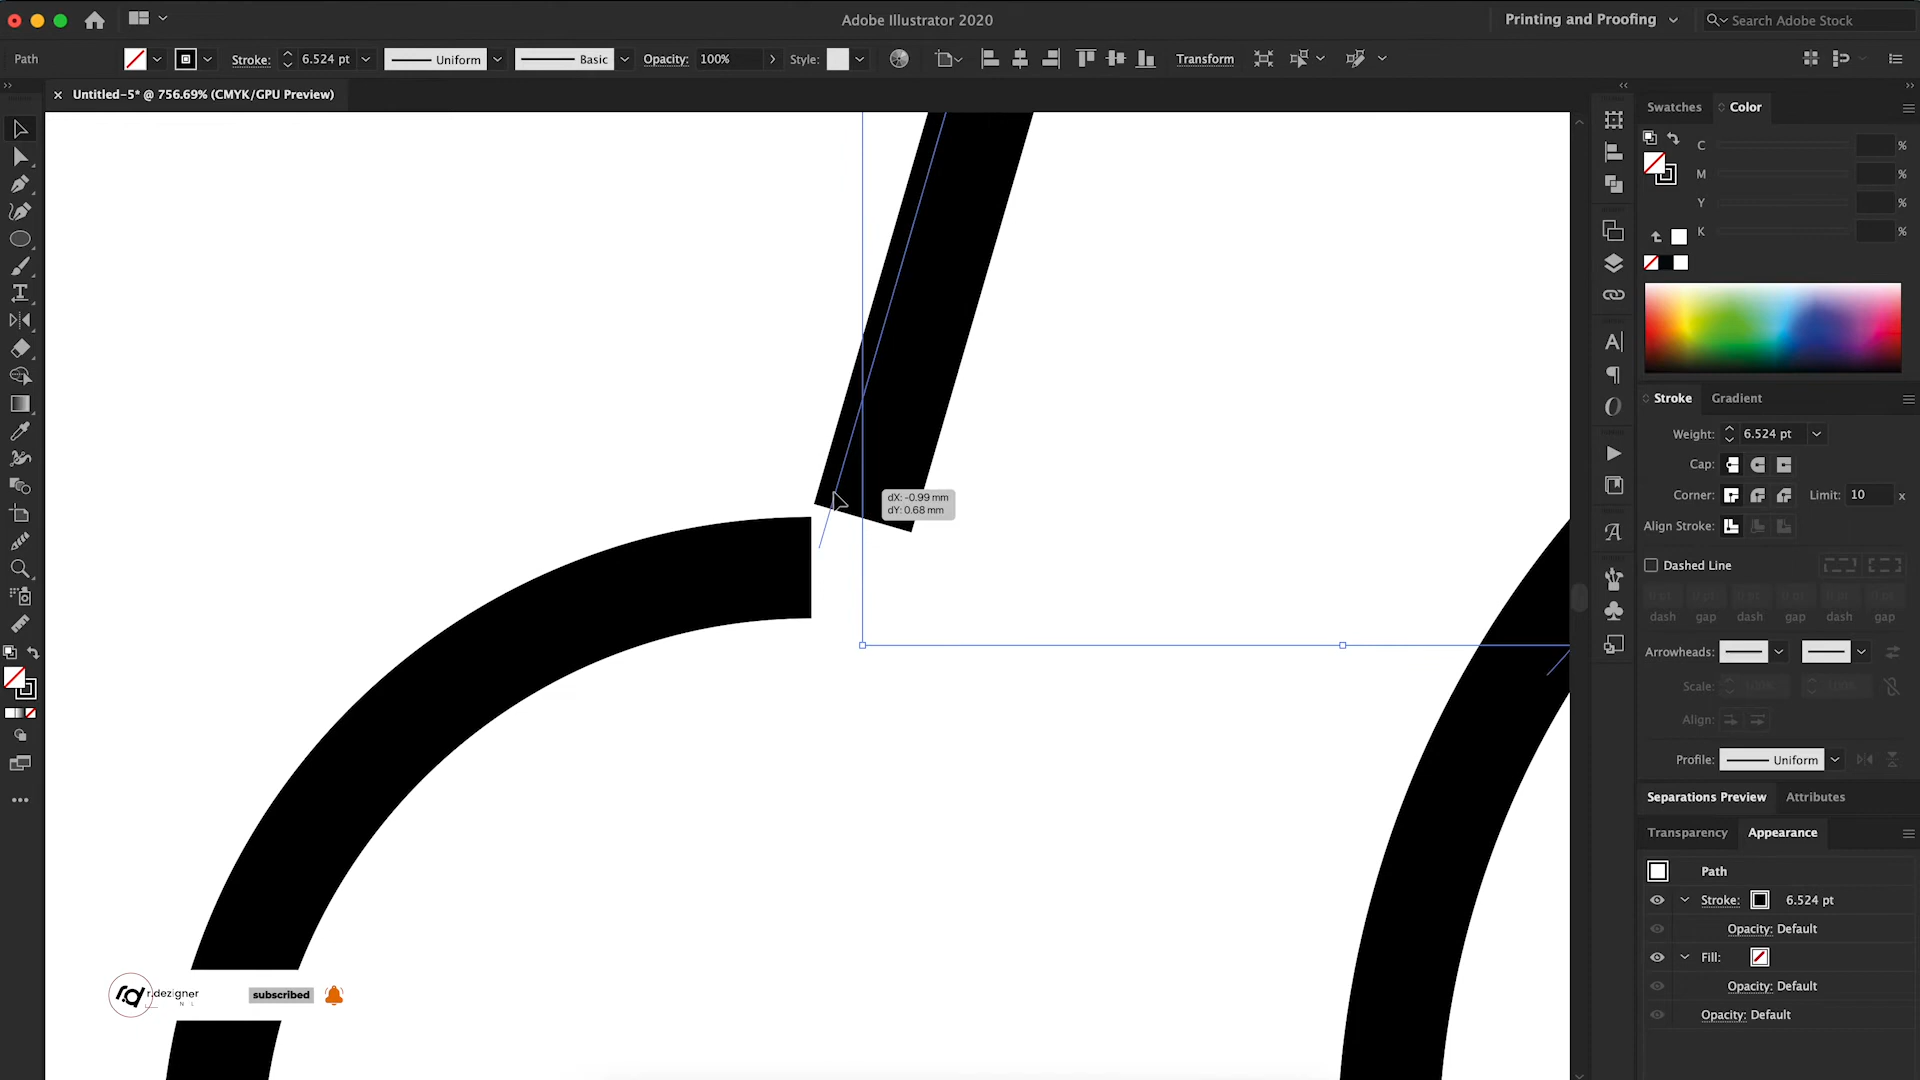 Adobe Illustrator 2020
Printing and Proofing
Search Adobe Stock
Path
Stroke:
6.524 pt
Uniform
Basic
Opacity:
100%
Style:
Transform
Untitled-5* @ 756.69% (CMYK/GPU Preview)
Swatches
Color
C
%
M
%
Y
%
K
%
Stroke
Gradient
Weight:
6.524 pt
Cap:
Corner:
Limit:
10
x
Align Stroke:
Dashed Line
dash
gap
dash
gap
dash
gap
Arrowheads:
Scale:
Align:
Profile:
Uniform
Separations Preview
Attributes
Transparency
Appearance
Path
Stroke:
6.524 pt
Opacity: Default
Fill:
Opacity: Default
Opacity: Default
dX: -0.99 mm
dY: 0.68 mm
r.dezigner
subscribed